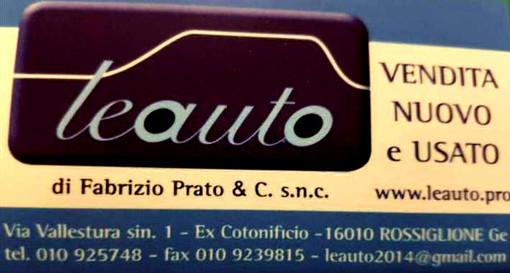 leauto
VENDITA
NUOVO
e USATO
di Fabrizio Prato & C. s.n.c.
www.leauto.pro
Via Vallestura sin. 1 - Ex Cotonificio -16010 ROSSIGLIONE Ge
tel. 010 925748 - fax 010 9239815 - leauto2014@gmail.com